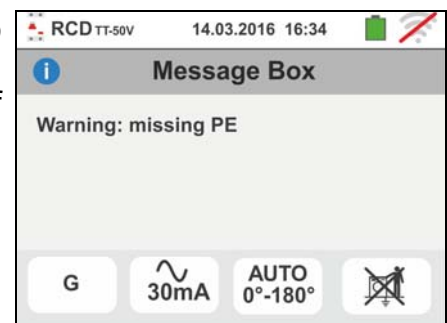 RCD TT-50V 14.03.2016 16:34
Message Box
Warning: missing PE
G 30mA AUTO
0°-180°